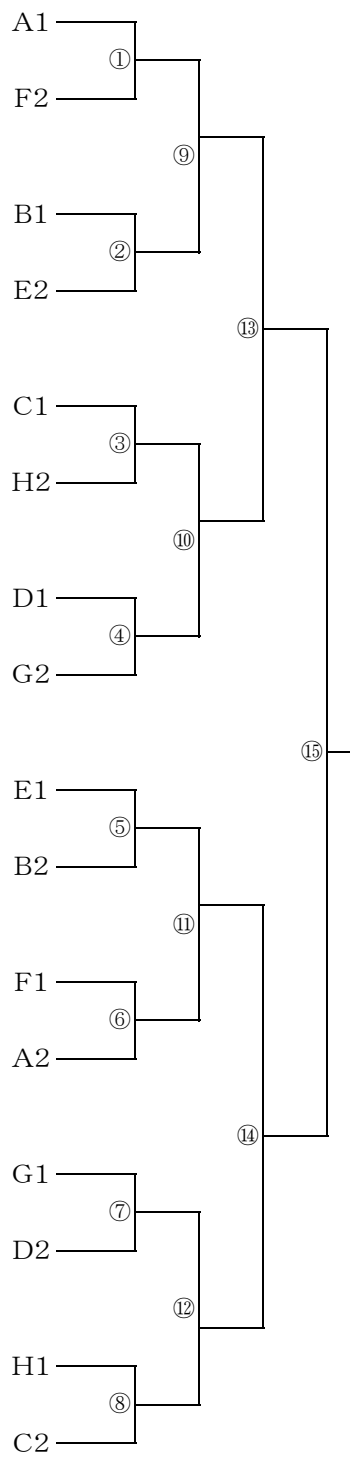 A1
①
F2
⑨
B1
②
E2
⑬
C1
③
H2
⑩
D1
④
G2
⑮
E1
⑤
B2
⑪
F1
⑥
A2
⑭
G1
⑦
D2
⑫
H1
⑧
C2